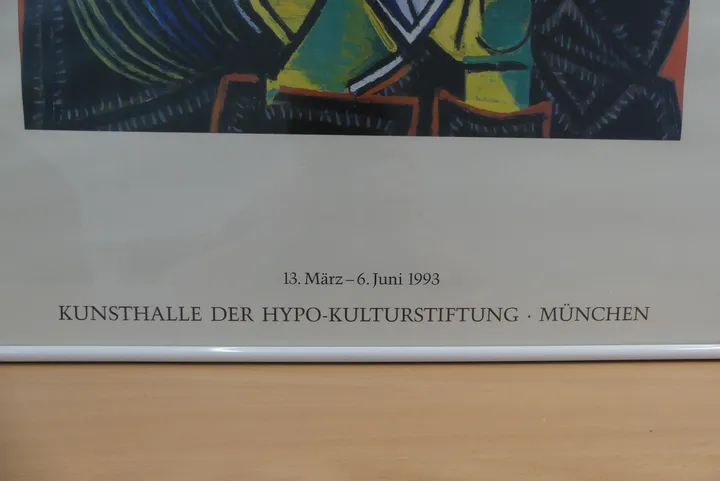 13. März – 6. Juni 1993
KUNSTHALLE DER HYPO-KULTURSTIFTUNG · MÜNCHEN